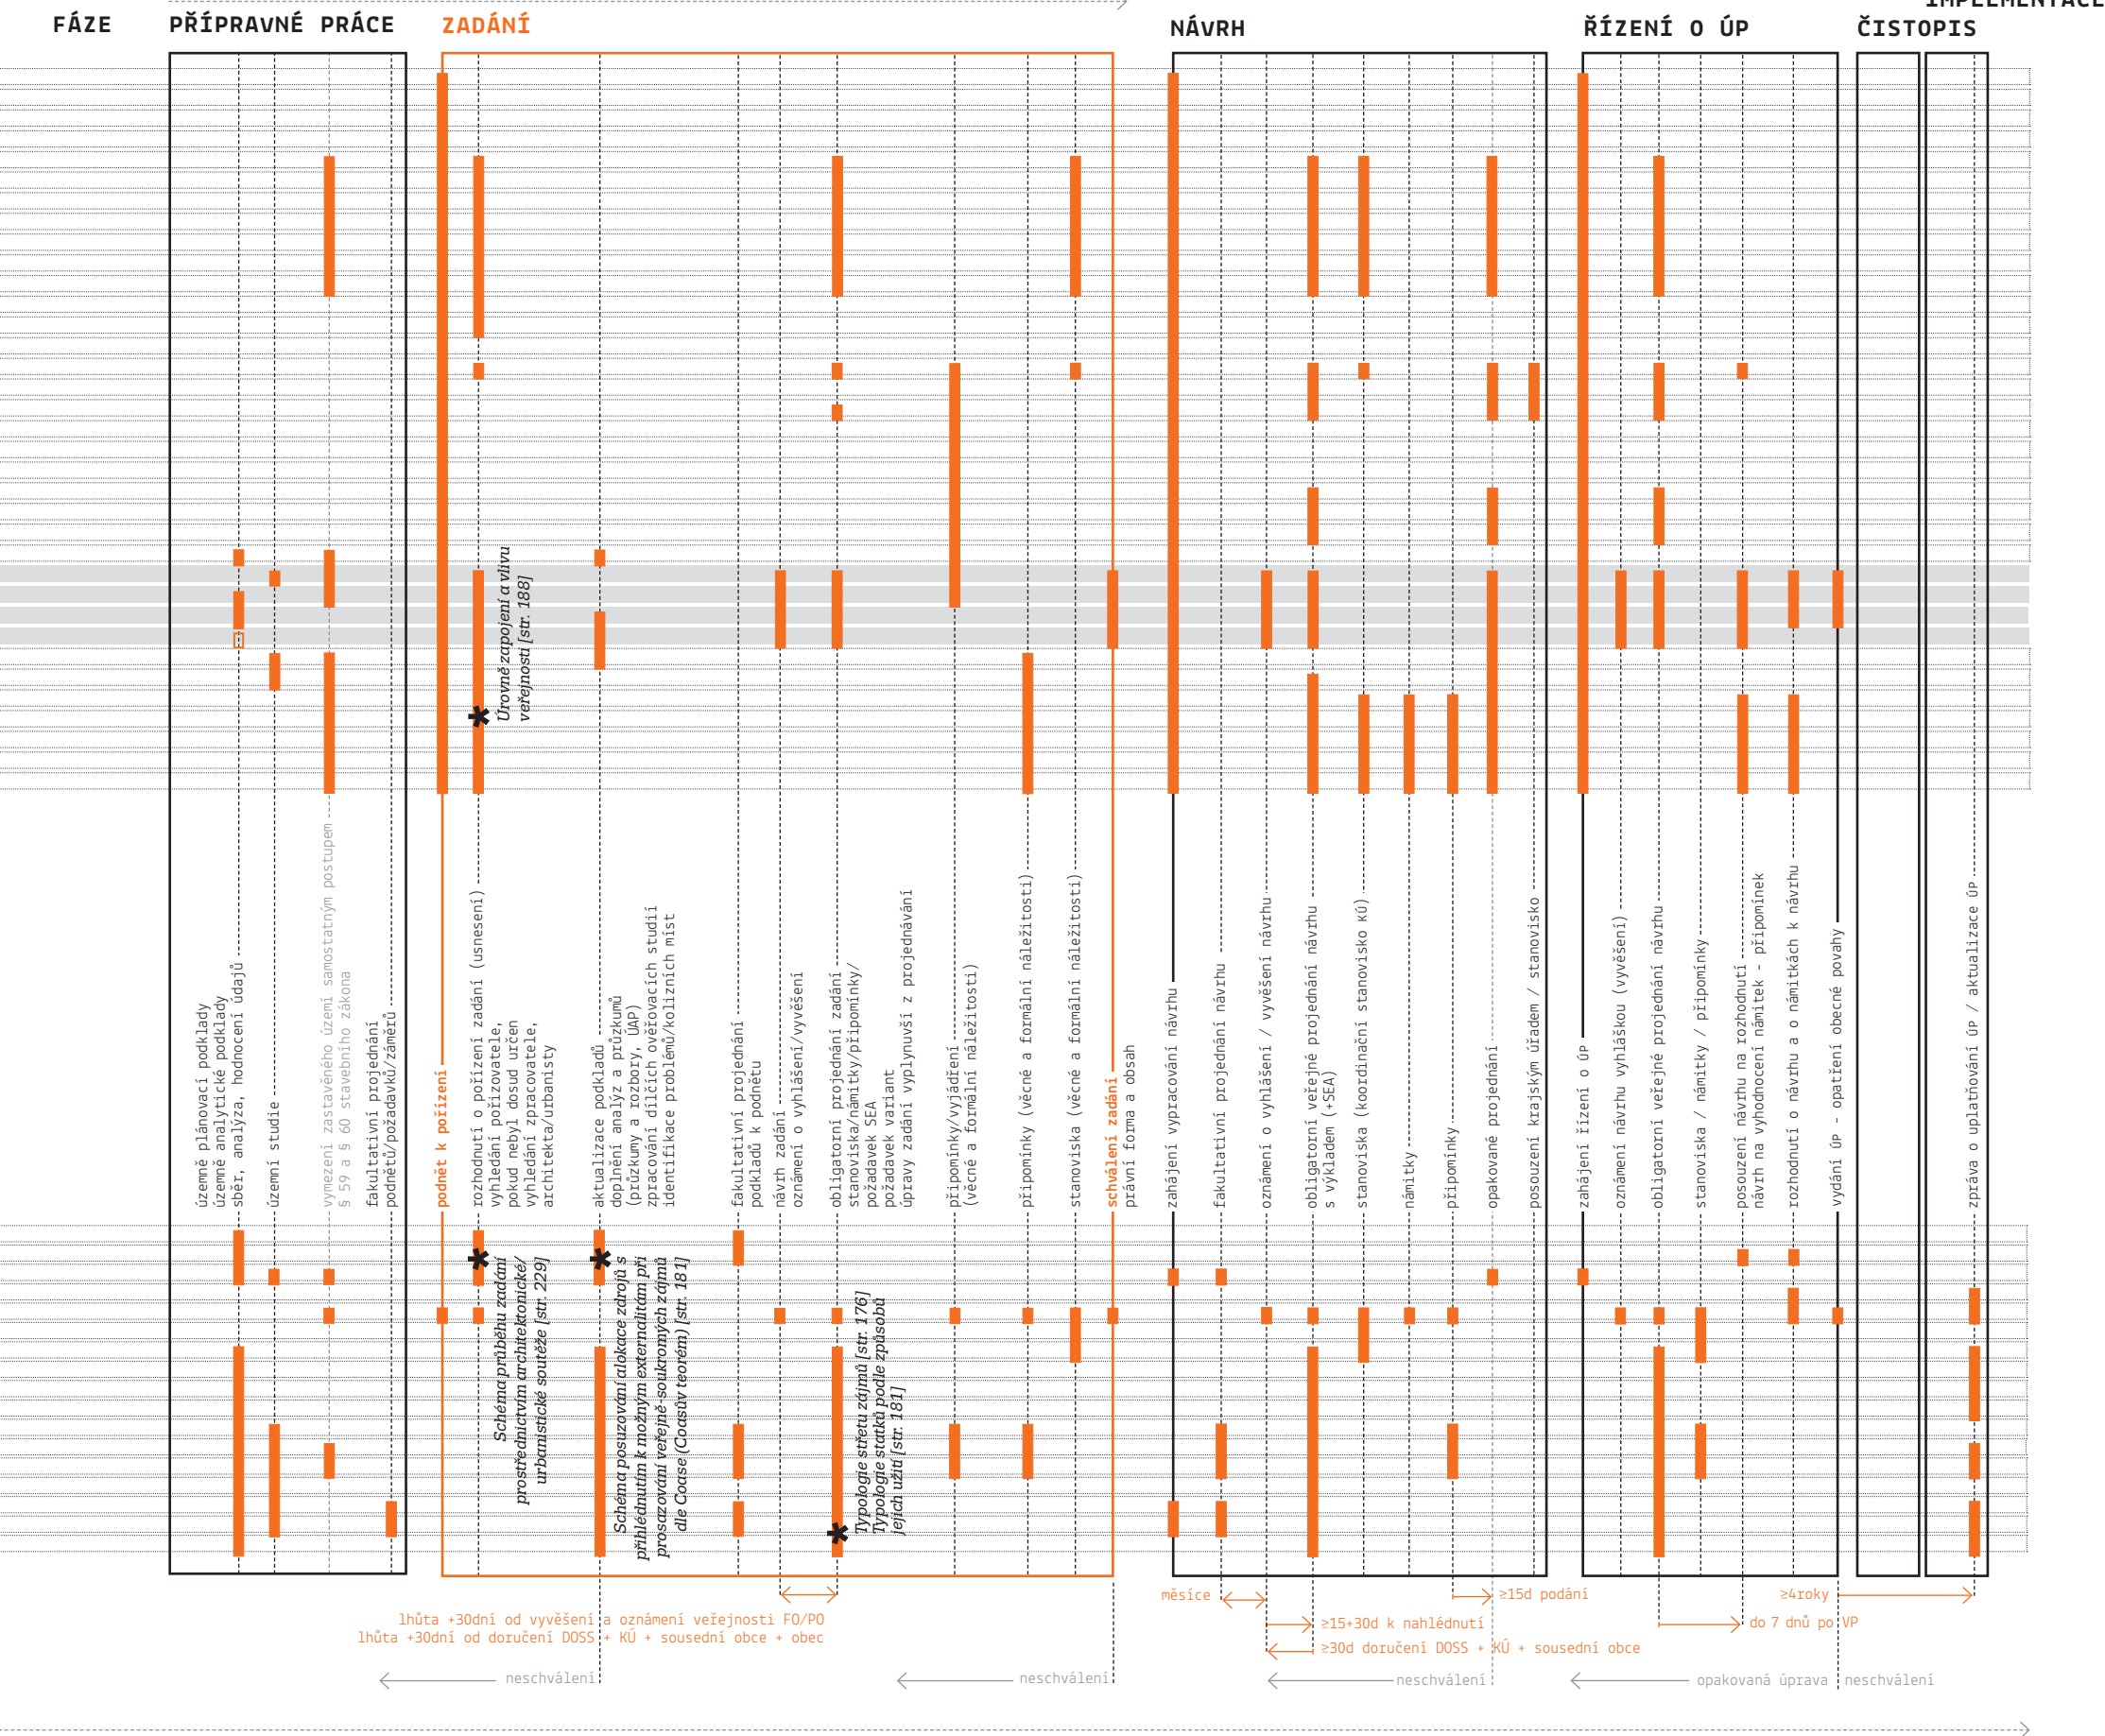 FÁZE
PŘÍPRAVNÉ PRÁCE
ZADÁNÍ
NÁVRH
ŘÍZENÍ O ÚP
ČISTOPIS
Úrovně zapojení a vlivu
veřejnosti [str. 188]
územně plánovací podklady
územně analytické podklady
sběr, analýza, hodnocení údajů
územní studie
vymezení zastavěného území samostatným postupem
§ 59 a § 60 stavebního zákona
fakultativní projednání
podnětů/požadavků/záměrů
podnět k pořízení
rozhodnutí o pořízení zadání (usnesení)
vyhledání pořizovatele,
pokud nebyl dosud určen
vyhledání zpracovatele,
architekta/urbanisty
aktualizace podkladů
doplnění analýz a průzkumů
(průzkumy a rozbory, ÚAP)
zpracování dílčích ověřovacích studií
identifikace problémů/kolizních míst
fakultativní projednání
podkladů k podnětu
návrh zadání
oznámení o vyhlášení/vyvěšení
obligatorní projednání zadání
stanoviska/námitky/připomínky/
požadavek SEA
požadavek variant
úpravy zadání vyplynuvší z projednávání
připomínky/vyjádření
(věcné a formální náležitosti)
připomínky (věcné a formální náležitosti)
stanoviska (věcné a formální náležitosti)
schválení zadání
právní forma a obsah
zahájení vypracování návrhu
fakultativní projednání návrhu
oznámení o vyhlášení / vyvěšení návrhu
obligatorní veřejné projednání návrhu
s výkladem (+SEA)
stanoviska (koordinační stanovisko KÚ)
námitky
připomínky
opakované projednání
posouzení krajským úřadem / stanovisko
zahájení řízení o ÚP
oznámení návrhu vyhláškou (vyvěšení)
obligatorní veřejné projednání návrhu
stanoviska / námitky / připomínky
posouzení návrhu na rozhodnutí
návrh na vyhodnocení námitek - připomínek
rozhodnutí o návrhu a o námitkách k návrhu
vydání ÚP - opatření obecné povahy
zpráva o uplatňování ÚP / aktualizace ÚP
Schéma průběhu zadání
prostřednictvím architektonické/
urbanistické soutěže [str. 229]
Schéma posuzování alokace zdrojů s
přihlédnutím k možným externalitám při
prosazování veřejně-soukromých zájmů
dle Coase (Coasův teorém) [str. 181]
Typologie střetu zájmů [str. 176]
Typologie statků podle způsobů
jejich užití [str. 181]
měsíce
≥15d podání
≥4roky
lhůta +30dní od vyvěšení a oznámení veřejnosti FO/PO
lhůta +30dní od doručení DOSS + KÚ + sousední obce + obec
≥15+30d k nahlédnutí
do 7 dnů po VP
≥30d doručení DOSS + KÚ + sousední obce
neschválení
neschválení
neschválení
opakovaná úprava
neschválení